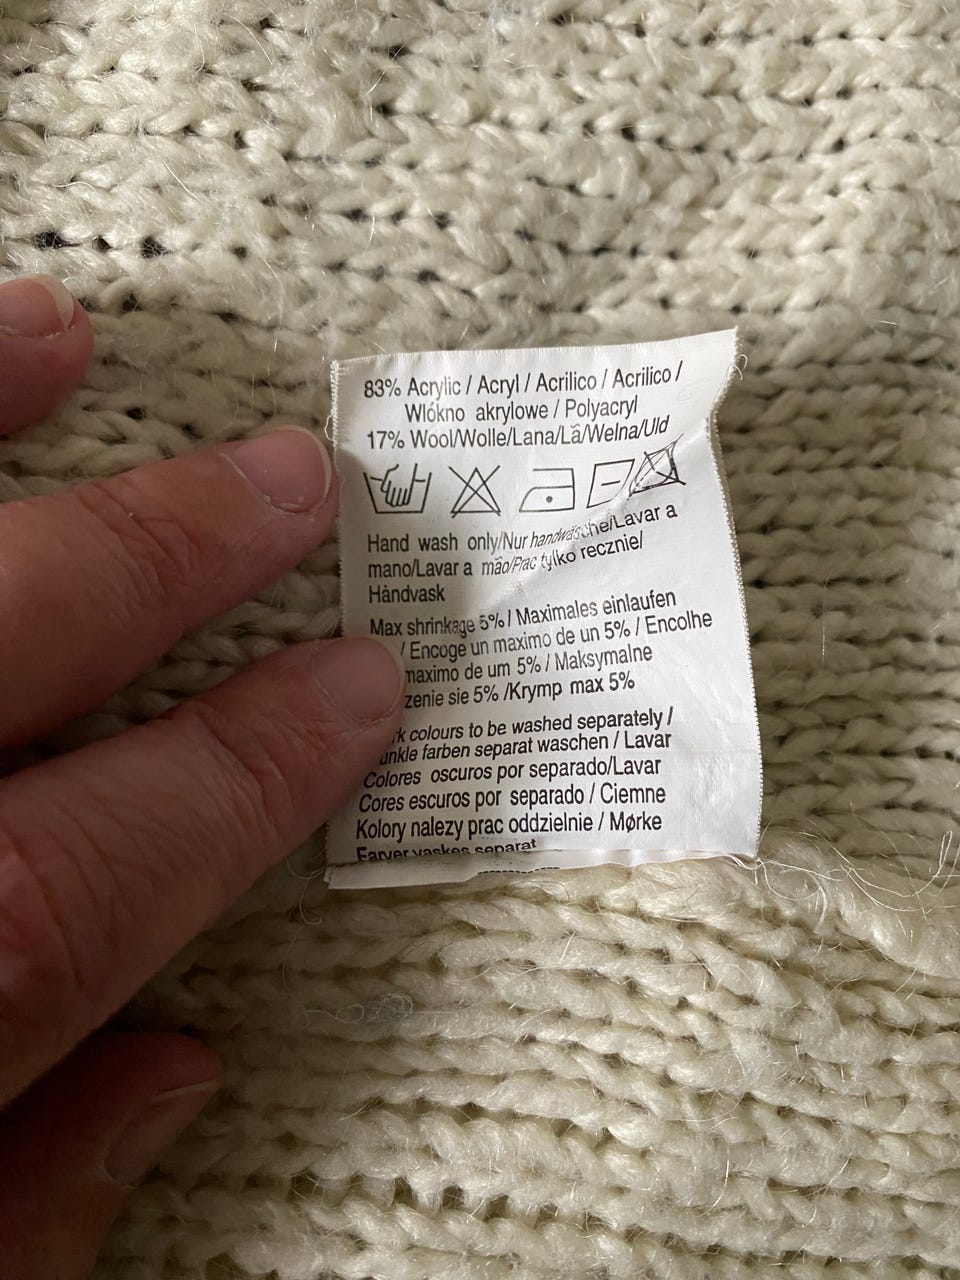 83% Acrylic / Acryl / Acrilico / Acrilico /
Wlókno akrylowe / Polyacryl
17% Wool/Wolle/Lana/Lã/Welna/Uld
Hand wash only/Nur handwäsche/Lavar a
mano/Lavar a mão/Prac tylko recznie/
Håndvask
Max shrinkage 5% / Maximales einlaufen
/ Encoge un maximo de un 5% / Encolhe
maximo de um 5% / Maksymalne
zenie sie 5% /Krymp max 5%
colours to be washed separately /
farben separat waschen / Lavar
Colores oscuros por separado/Lavar
Cores escuros por separado / Ciemne
Kolory nalezy prac oddzielnie / Mørke
Farver vaskes separat